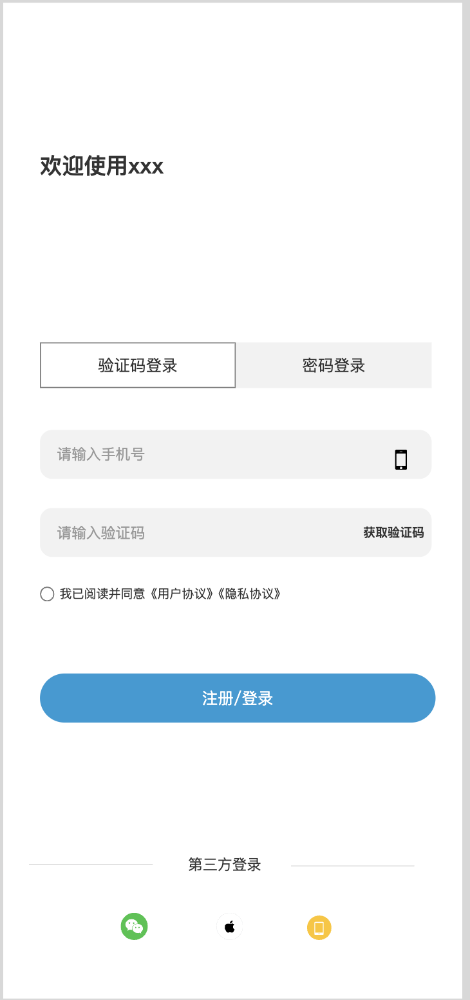 欢迎使用xxx
验证码登录
密码登录
请输入手机号
请输入验证码
获取验证码
我已阅读并同意《用户协议》《隐私协议》
注册/登录
第三方登录